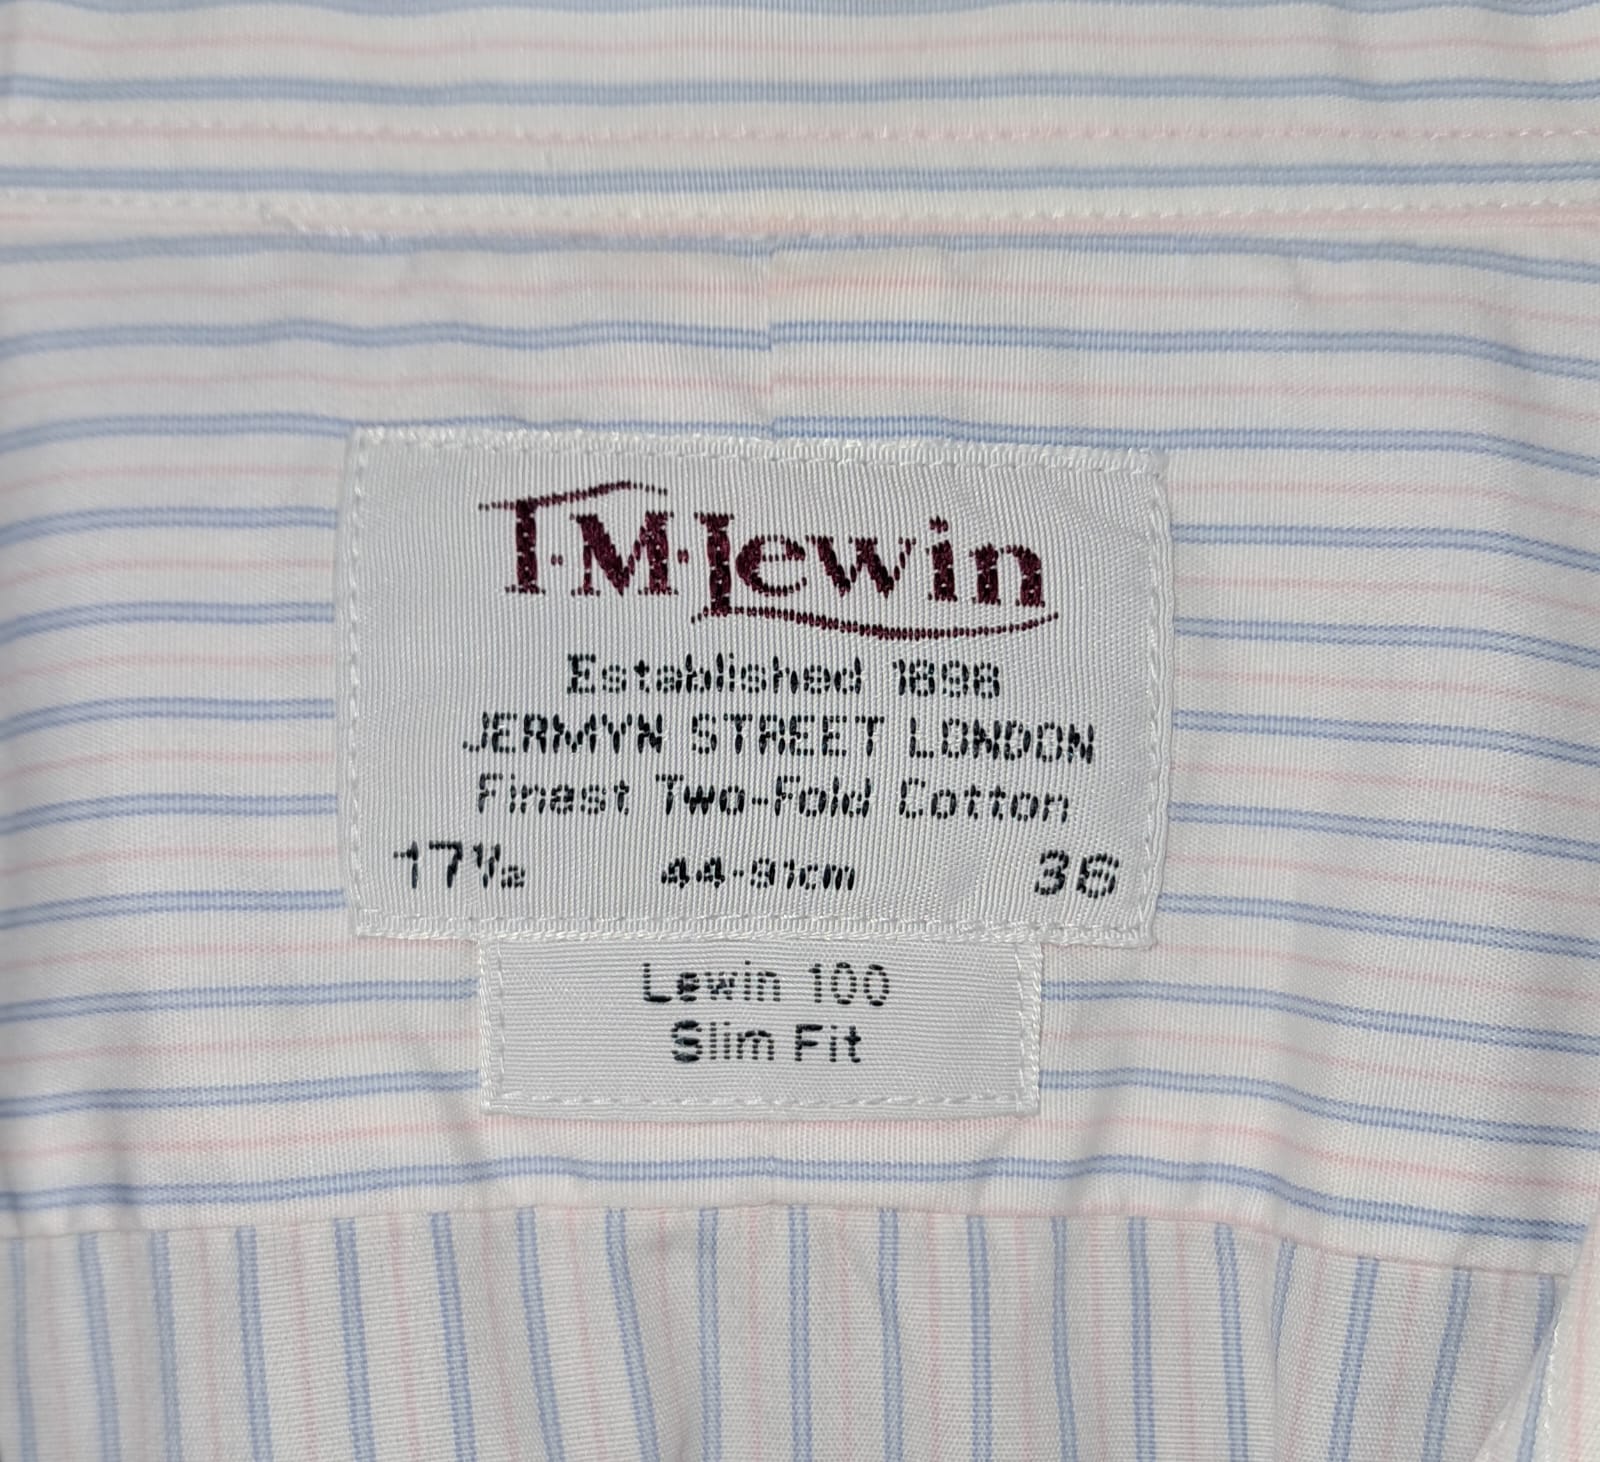 T·M·Lewin
Established 1898
JERMYN STREET LONDON
Finest Two-Fold Cotton
17½ 44-91cm 36
Lewin 100
Slim Fit